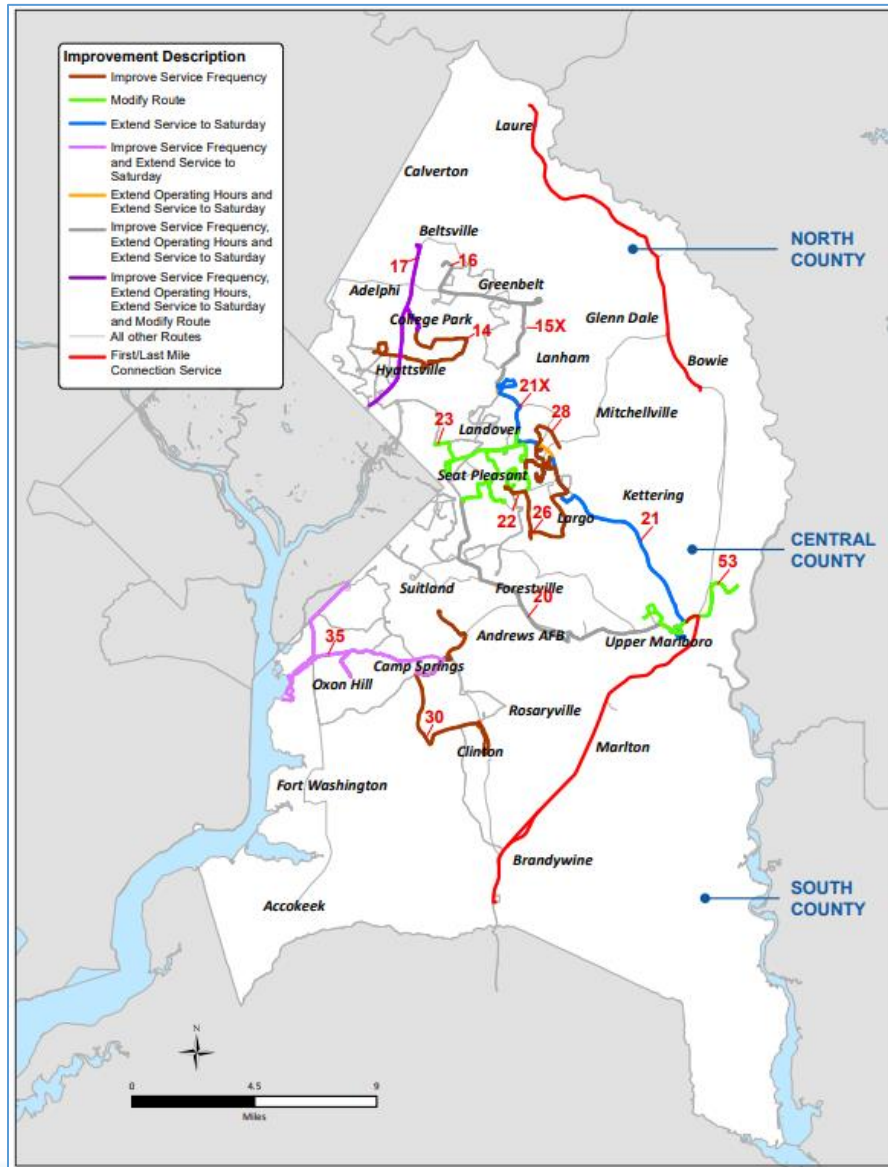 Improvement Description
Improve Service Frequency
Modify Route
Extend Service to Saturday
Improve Service Frequency
and Extend Service to
Saturday
Extend Operating Hours and
Extend Service to Saturday
Improve Service Frequency,
Extend Operating Hours and
Extend Service to Saturday
Improve Service Frequency,
Extend Operating Hours,
Extend Service to Saturday
and Modify Route
All other Routes
First/Last Mile
Connection Service
Laurel
Calverton
Beltsville
NORTH
COUNTY
17
16
Adelphi
Greenbelt
College Park
14
15X
Glenn Dale
Lanham
Hyattsville
Bowie
21X
Mitchellville
23
Landover
28
Seat Pleasant
Kettering
22
26
Largo
21
CENTRAL
COUNTY
53
Suitland
Forestville
20
Andrews AFB
Upper Marlboro
35
Camp Springs
Oxon Hill
Rosaryville
30
Clinton
Marlton
Fort Washington
Brandywine
Accokeek
SOUTH
COUNTY
N
0
4.5
9
Miles